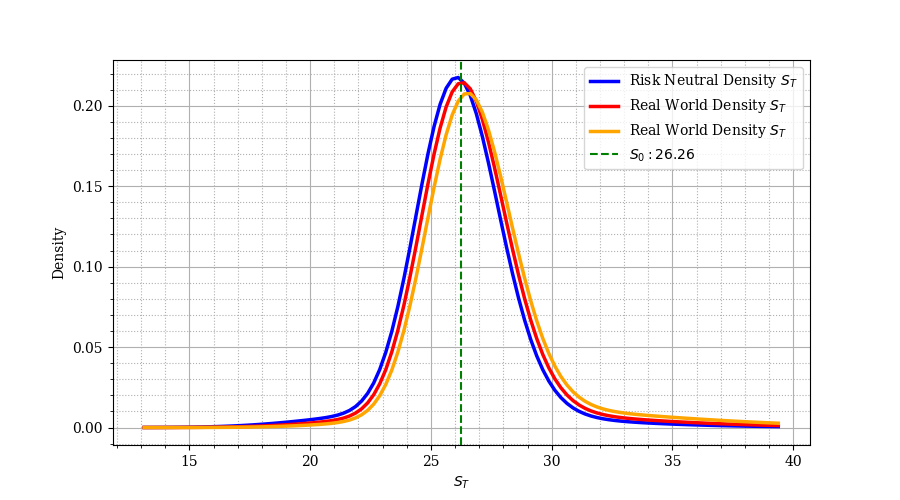 Risk Neutral Density S_T
Real World Density S_T
Real World Density S_T
S_0 : 26.26
Density
0.20
0.15
0.10
0.05
0.00
15 20 25 30 35 40
S_T